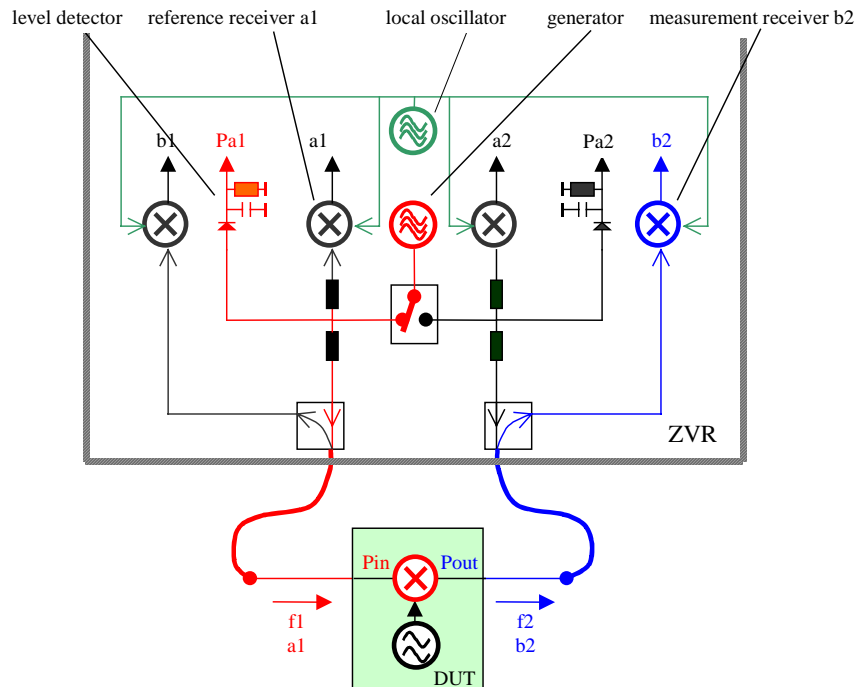 level detector
reference receiver a1
local oscillator
generator
measurement receiver b2
b1
Pa1
a1
a2
Pa2
b2
ZVR
Pin
Pout
f1
a1
f2
b2
DUT